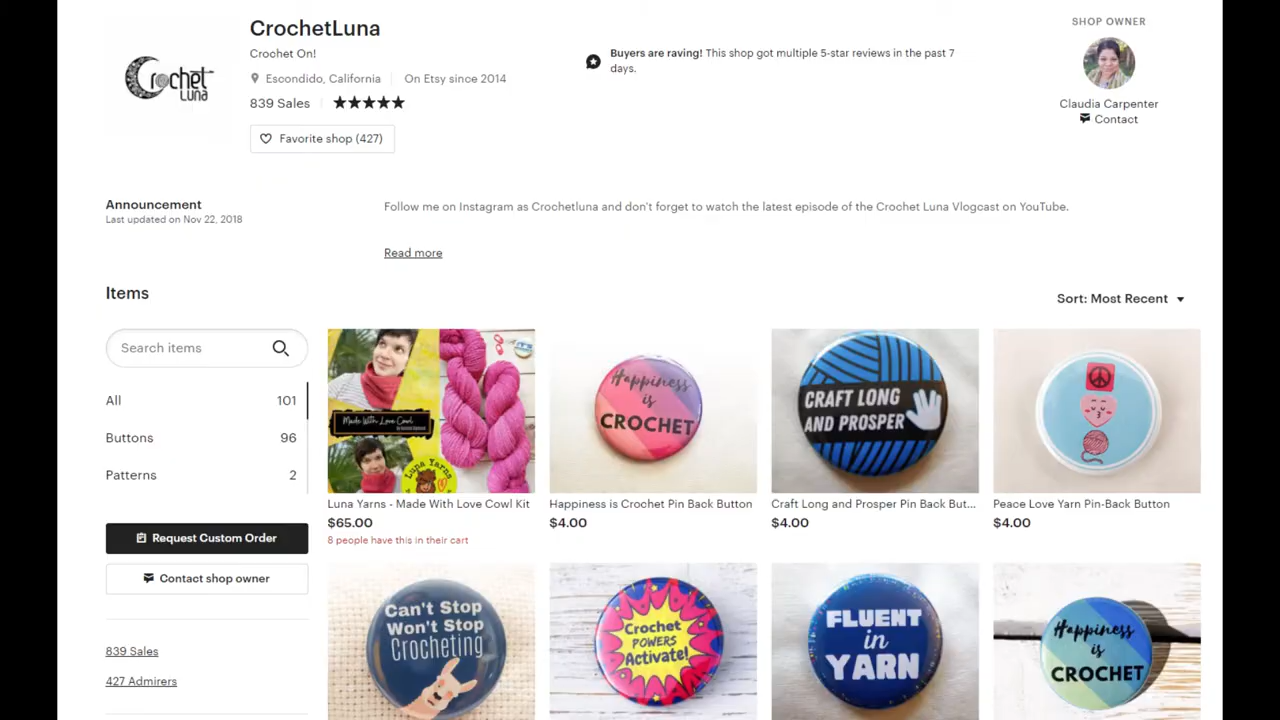 CrochetLuna
Crochet On!
Escondido, California
On Etsy since 2014
839 Sales
Favorite shop (427)
Crochet
Luna
Buyers are raving! This shop got multiple 5-star reviews in the past 7
days.
SHOP OWNER
Claudia Carpenter
Contact
Announcement
Last updated on Nov 22, 2018
Follow me on Instagram as Crochetluna and don't forget to watch the latest episode of the Crochet Luna Vlogcast on YouTube.
Read more
Items
Sort: Most Recent
Search items
All 101
Buttons 96
Patterns 2
Request Custom Order
Contact shop owner
839 Sales
427 Admirers
Made With Love Cowl
Luna Yarns
Luna Yarns - Made With Love Cowl Kit
$65.00
8 people have this in their cart
Happiness
is
CROCHET
Happiness is Crochet Pin Back Button
$4.00
CRAFT LONG
AND PROSPER
Craft Long and Prosper Pin Back But...
$4.00
Peace Love Yarn Pin-Back Button
$4.00
Can't Stop
Won't Stop
Crocheting
Crochet
POWERS
Activate!
FLUENT
in
YARN
Happiness
is
CROCHET